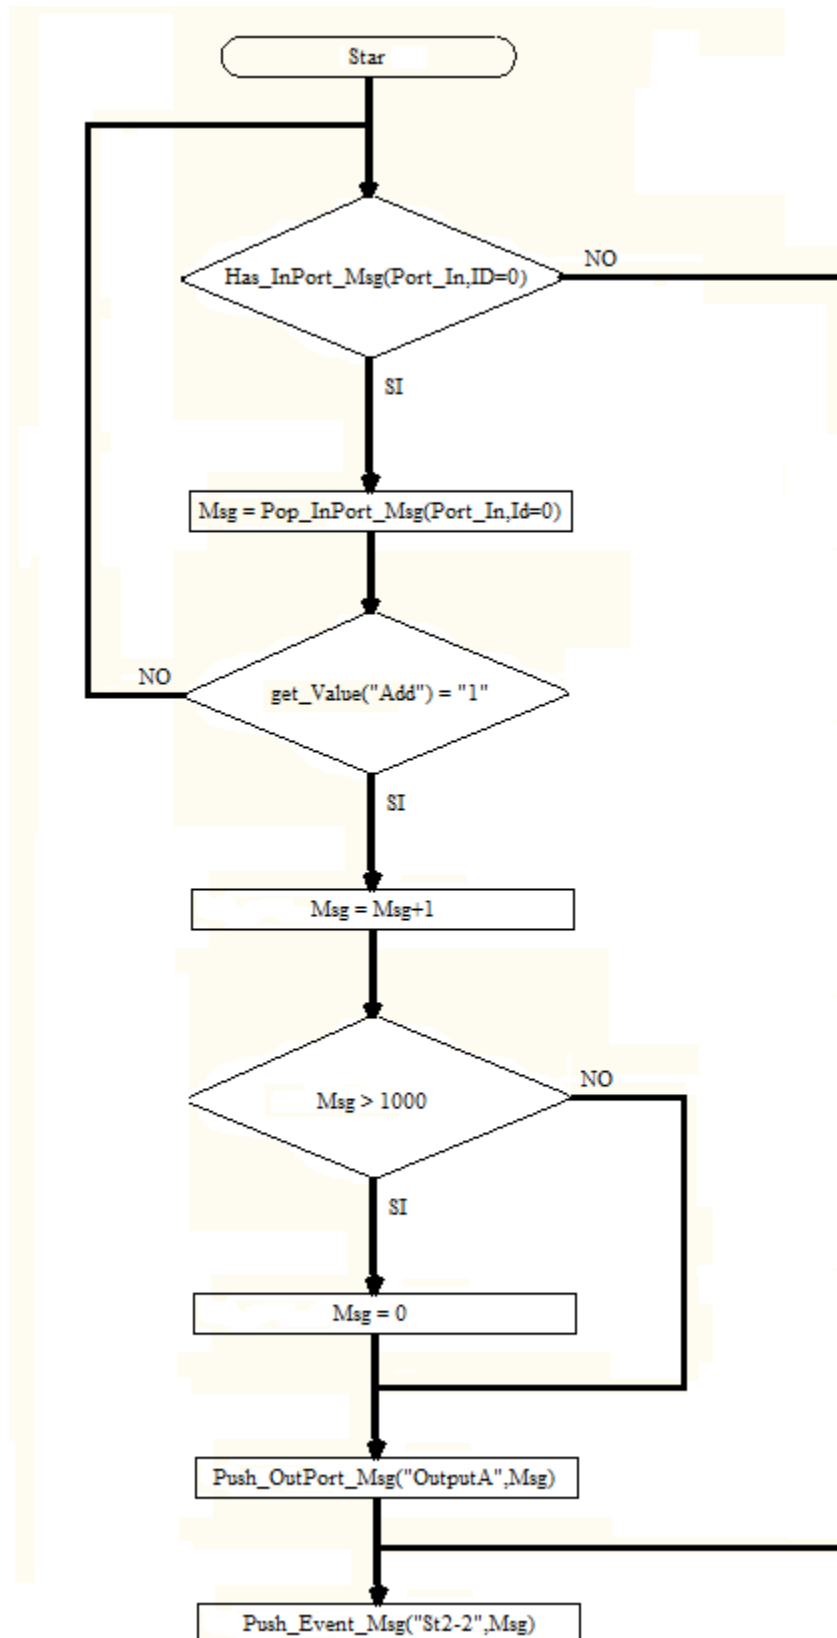 Star
Has_InPort_Msg(Port_In,ID=0)
NO
SI
Msg = Pop_InPort_Msg(Port_In,Id=0)
get_Value("Add") = "1"
NO
SI
Msg = Msg+1
Msg > 1000
NO
SI
Msg = 0
Push_OutPort_Msg("OutputA",Msg)
Push_Event_Msg("St2-2",Msg)